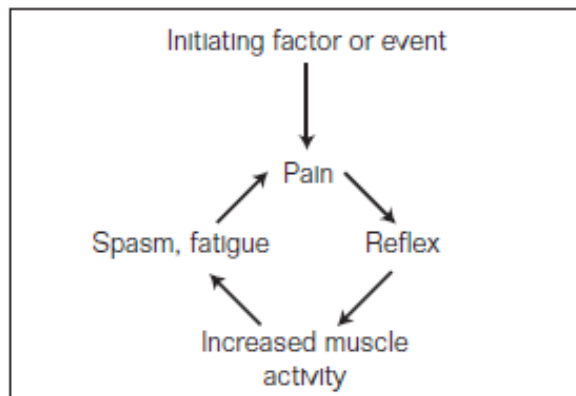 Initiating factor or event
Pain
Spasm, fatigue
Reflex
Increased muscle
activity